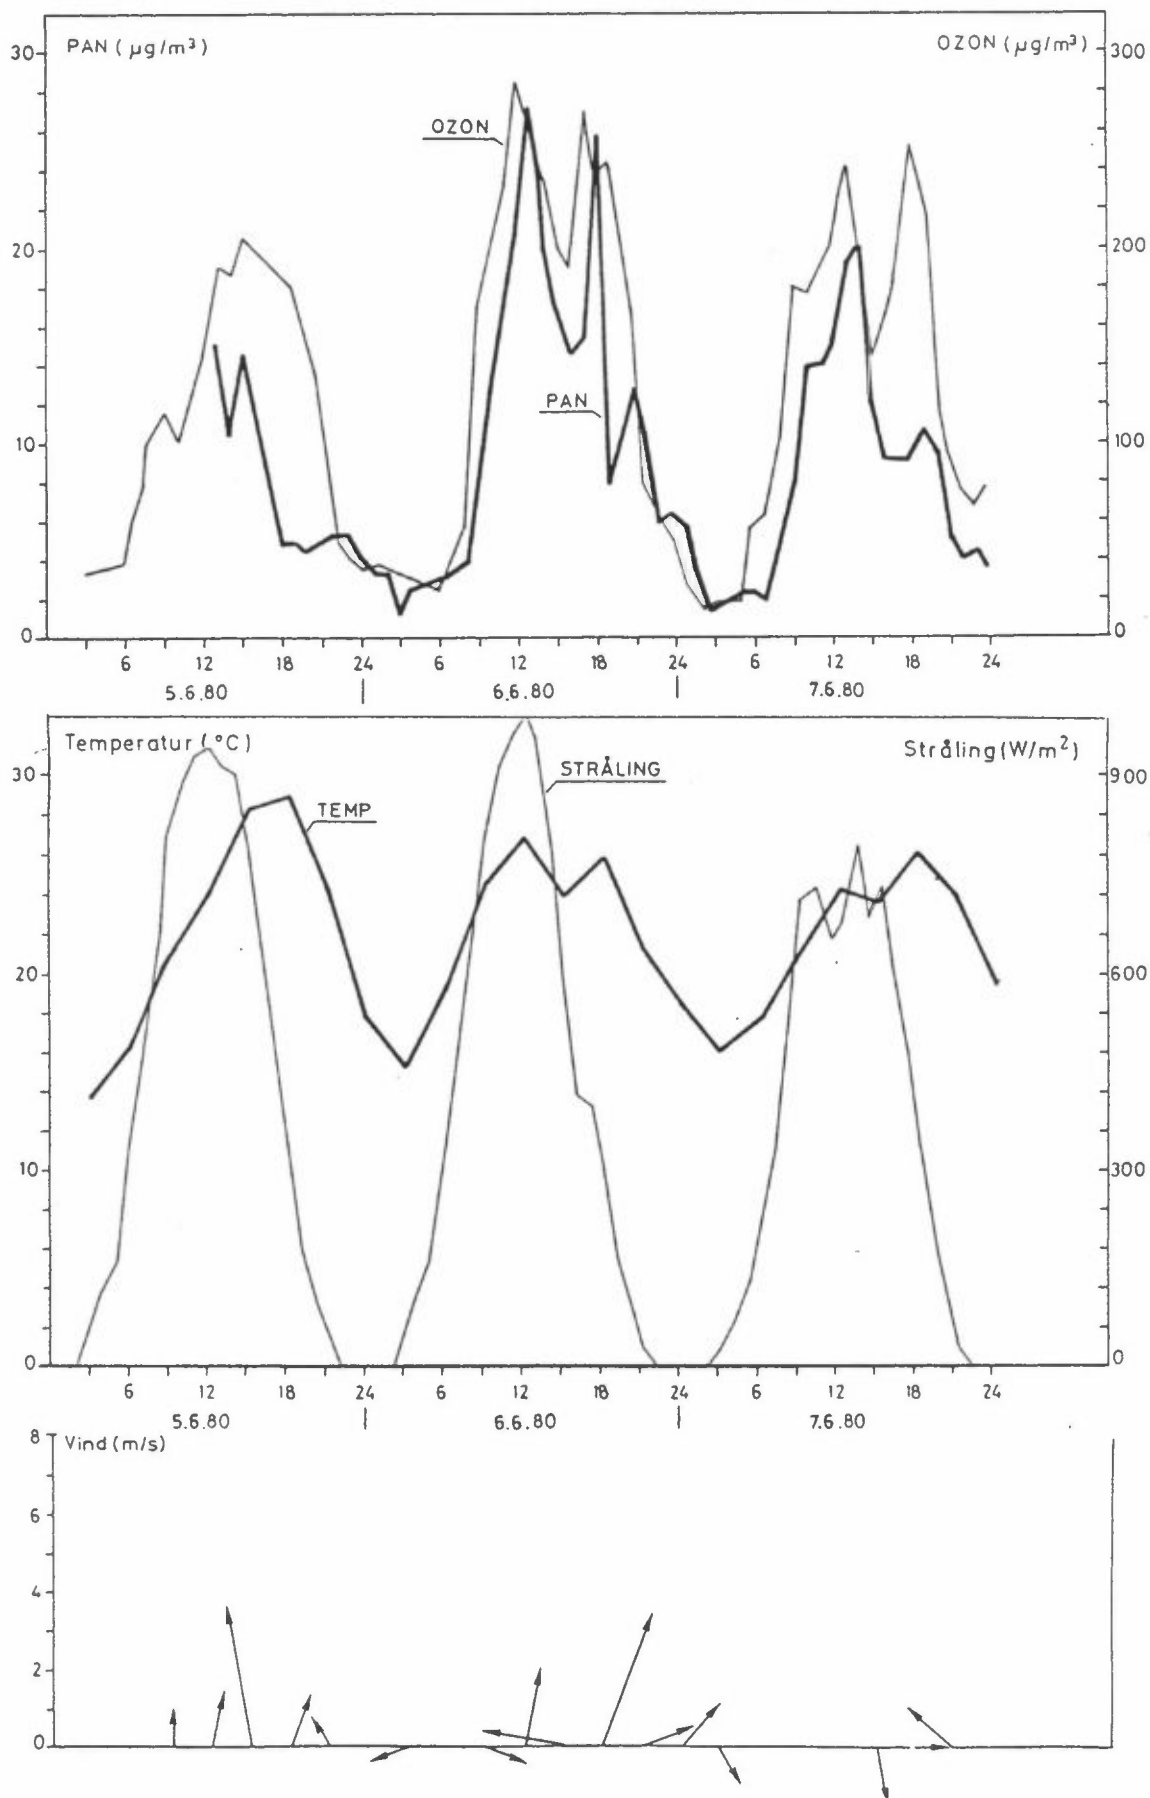 PAN ( µg/m³) OZON ( µg/m³)
30 300
OZON
20 200
PAN
10 100
0 0
6 12 18 24 6 12 18 24 6 12 18 24
5.6.80 | 6.6.80 | 7.6.80
Temperatur ( °C) Stråling (W/m²)
30 900
STRÅLING
TEMP
20 600
10 300
0 0
6 12 18 24 6 12 18 24 6 12 18 24
5.6.80 | 6.6.80 | 7.6.80
8 Vind (m/s)
6
4
2
0